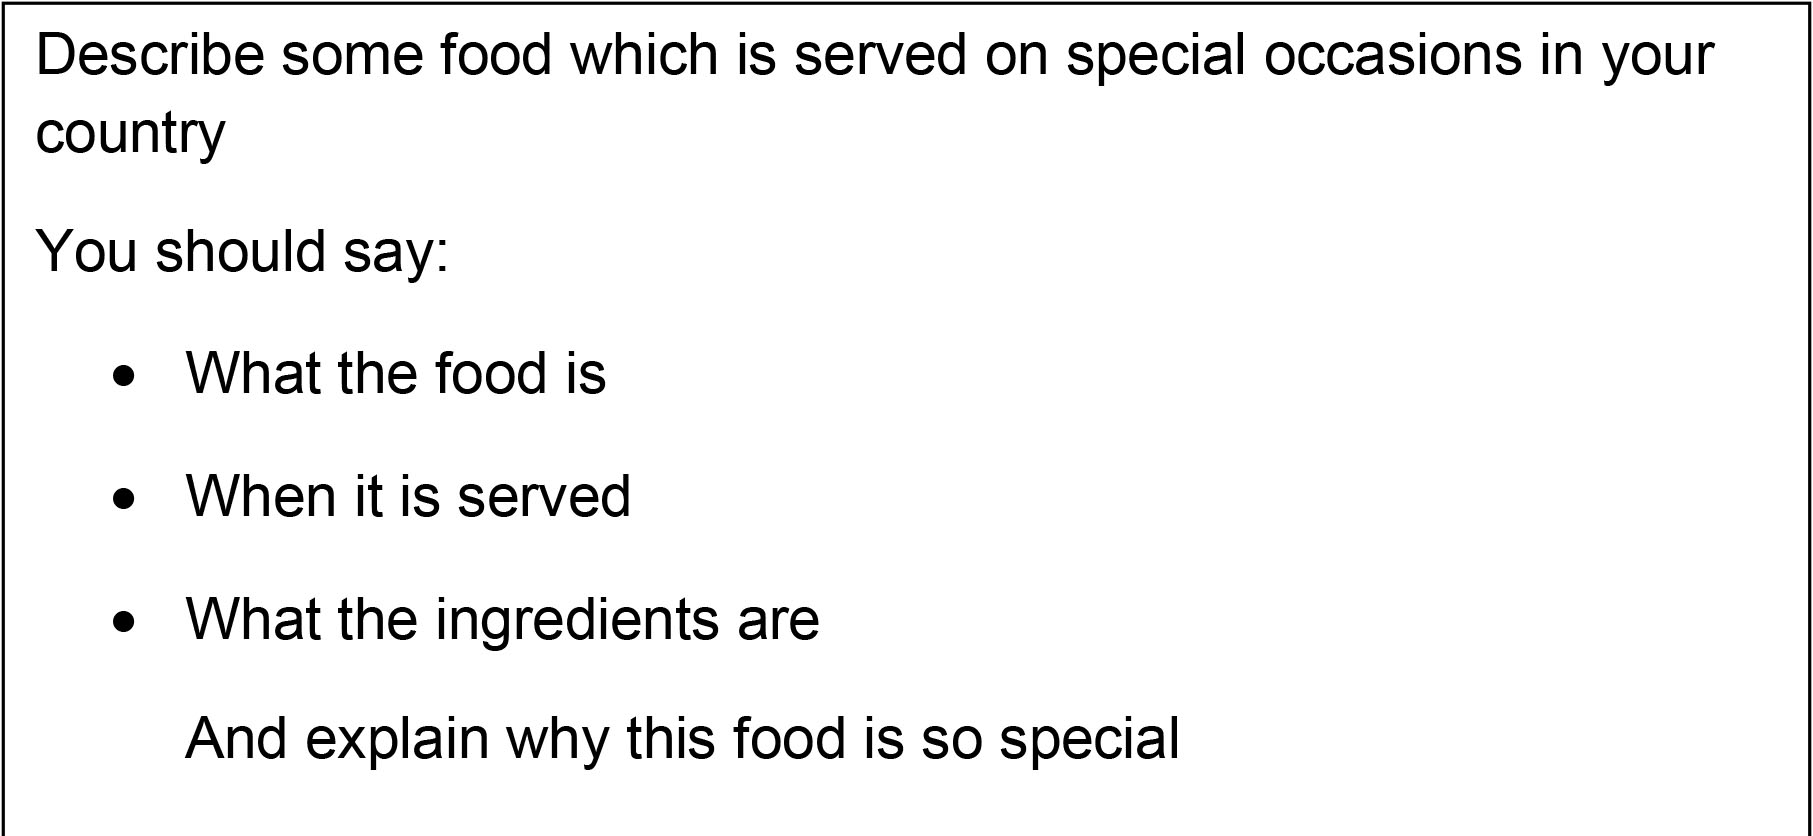 Describe some food which is served on special occasions in your
country
You should say:
• What the food is
• When it is served
• What the ingredients are
And explain why this food is so special